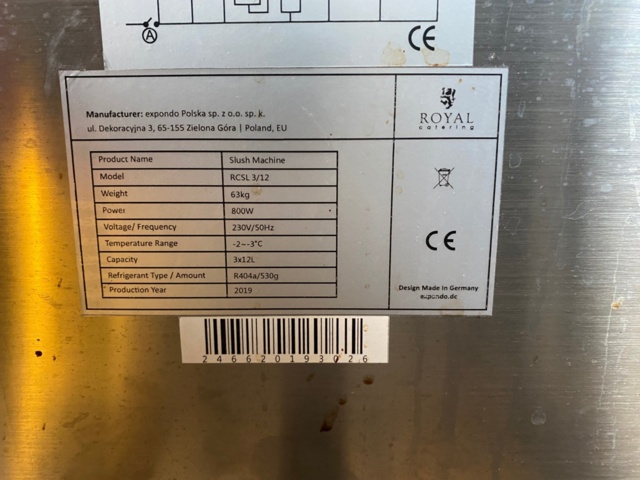 A
CE
Manufacturer: expondo Polska sp. z o.o. sp. k.
ul. Dekoracyjna 3, 65-155 Zielona Góra | Poland, EU
ROYAL
catering
Product Name Slush Machine
Model RCSL 3/12
Weight 63kg
Power 800W
Voltage/ Frequency 230V/50Hz
Temperature Range -2~-3°C
Capacity 3x12L
Refrigerant Type / Amount R404a/530g
Production Year 2019
CE
Design Made In Germany
expondo.de
246620193026